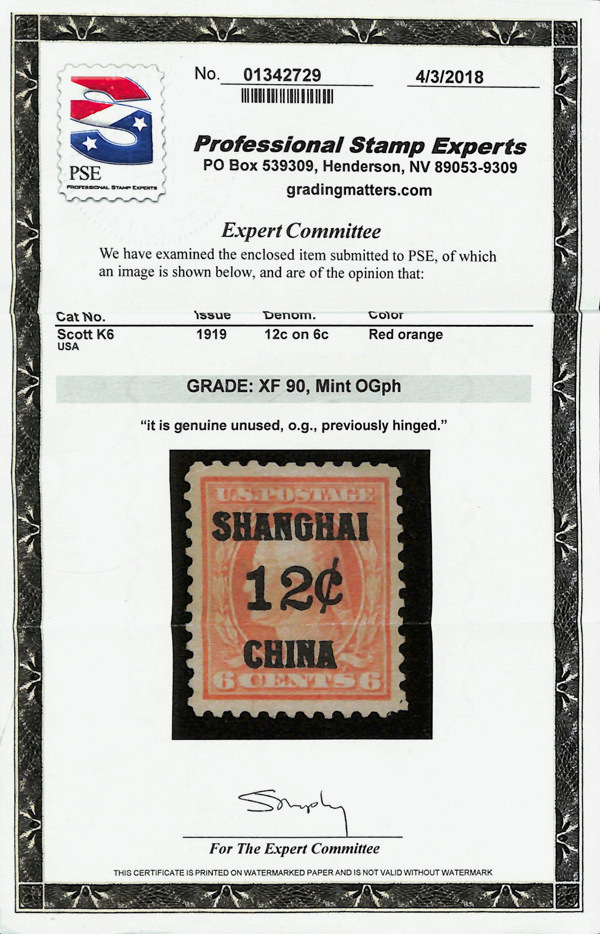 No. 01342729 4/3/2018
PSE
PROFESSIONAL STAMP EXPERTS
Professional Stamp Experts
PO Box 539309, Henderson, NV 89053-9309
gradingmatters.com
Expert Committee
We have examined the enclosed item submitted to PSE, of which
an image is shown below, and are of the opinion that:
Cat No. Issue Denom. Color
Scott K6 1919 12c on 6c Red orange
USA
GRADE: XF 90, Mint OGph
“it is genuine unused, o.g., previously hinged.”
U.S. POSTAGE
SHANGHAI
12¢
CHINA
6 CENTS 6
For The Expert Committee
THIS CERTIFICATE IS PRINTED ON WATERMARKED PAPER AND IS NOT VALID WITHOUT WATERMARK